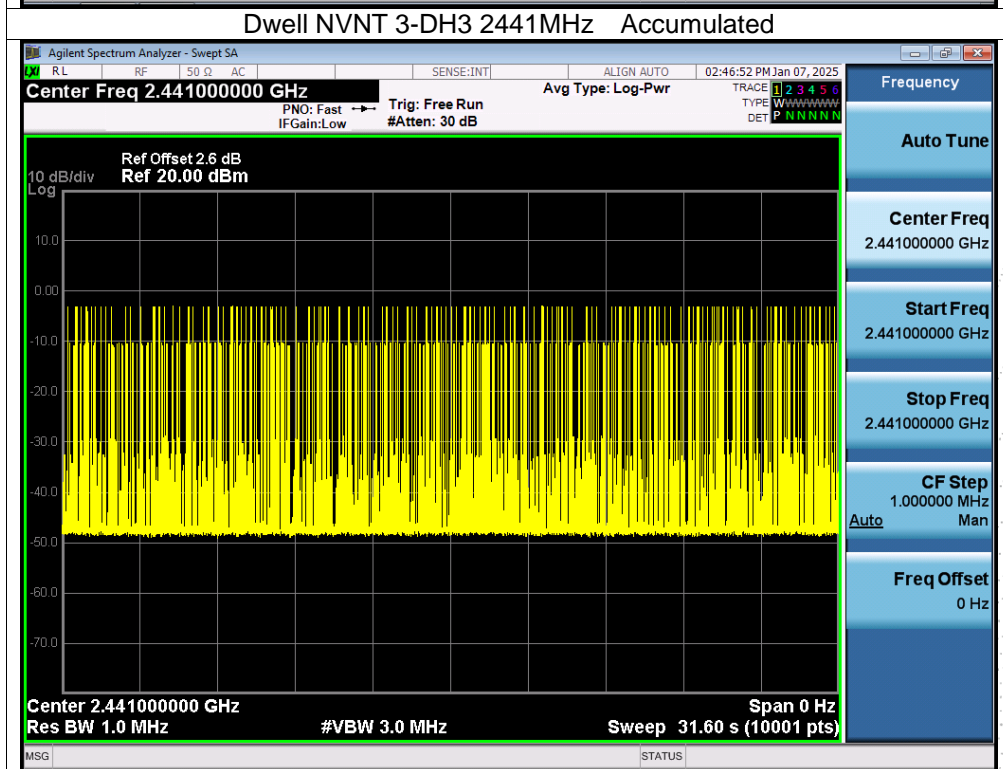 Dwell NVNT 3-DH3 2441MHz Accumulated
Agilent Spectrum Analyzer - Swept SA
LXI RL RF 50 Ω AC SENSE:INT ALIGN AUTO 02:46:52 PM Jan 07, 2025
Center Freq 2.441000000 GHz
PNO: Fast
IFGain:Low
Trig: Free Run
#Atten: 30 dB
Avg Type: Log-Pwr
TRACE 1 2 3 4 5 6
TYPE WWWWWWW
DET P N N N N N
Frequency
Auto Tune
Center Freq
2.441000000 GHz
Start Freq
2.441000000 GHz
Stop Freq
2.441000000 GHz
CF Step
1.000000 MHz
Auto Man
Freq Offset
0 Hz
Ref Offset 2.6 dB
10 dB/div Ref 20.00 dBm
Log
10.0
0.00
-10.0
-20.0
-30.0
-40.0
-50.0
-60.0
-70.0
Center 2.441000000 GHz Span 0 Hz
Res BW 1.0 MHz #VBW 3.0 MHz Sweep 31.60 s (10001 pts)
MSG STATUS